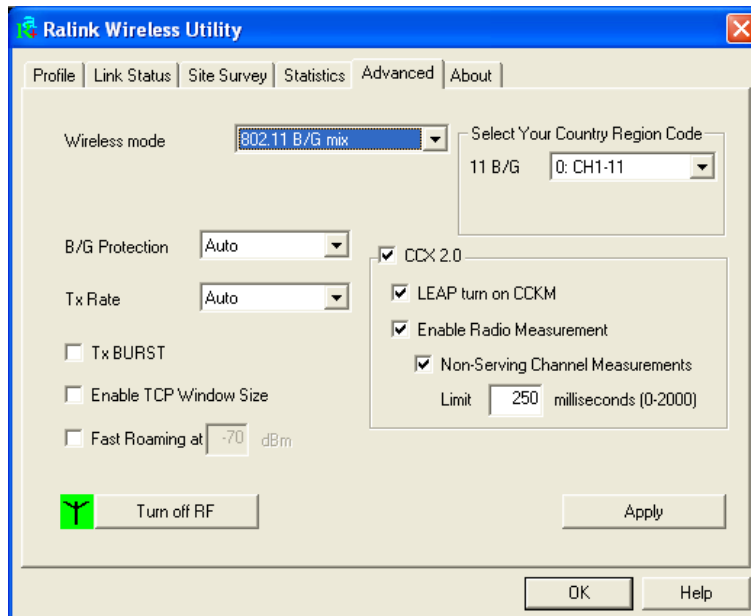 Ralink Wireless Utility
Profile
Link Status
Site Survey
Statistics
Advanced
About
Wireless mode
802.11 B/G mix
Select Your Country Region Code
11 B/G
0: CH1-11
B/G Protection
Auto
Tx Rate
Auto
Tx BURST
Enable TCP Window Size
Fast Roaming at
-70
dBm
CCX 2.0
LEAP turn on CCKM
Enable Radio Measurement
Non-Serving Channel Measurements
Limit
250
milliseconds (0-2000)
Turn off RF
Apply
OK
Help